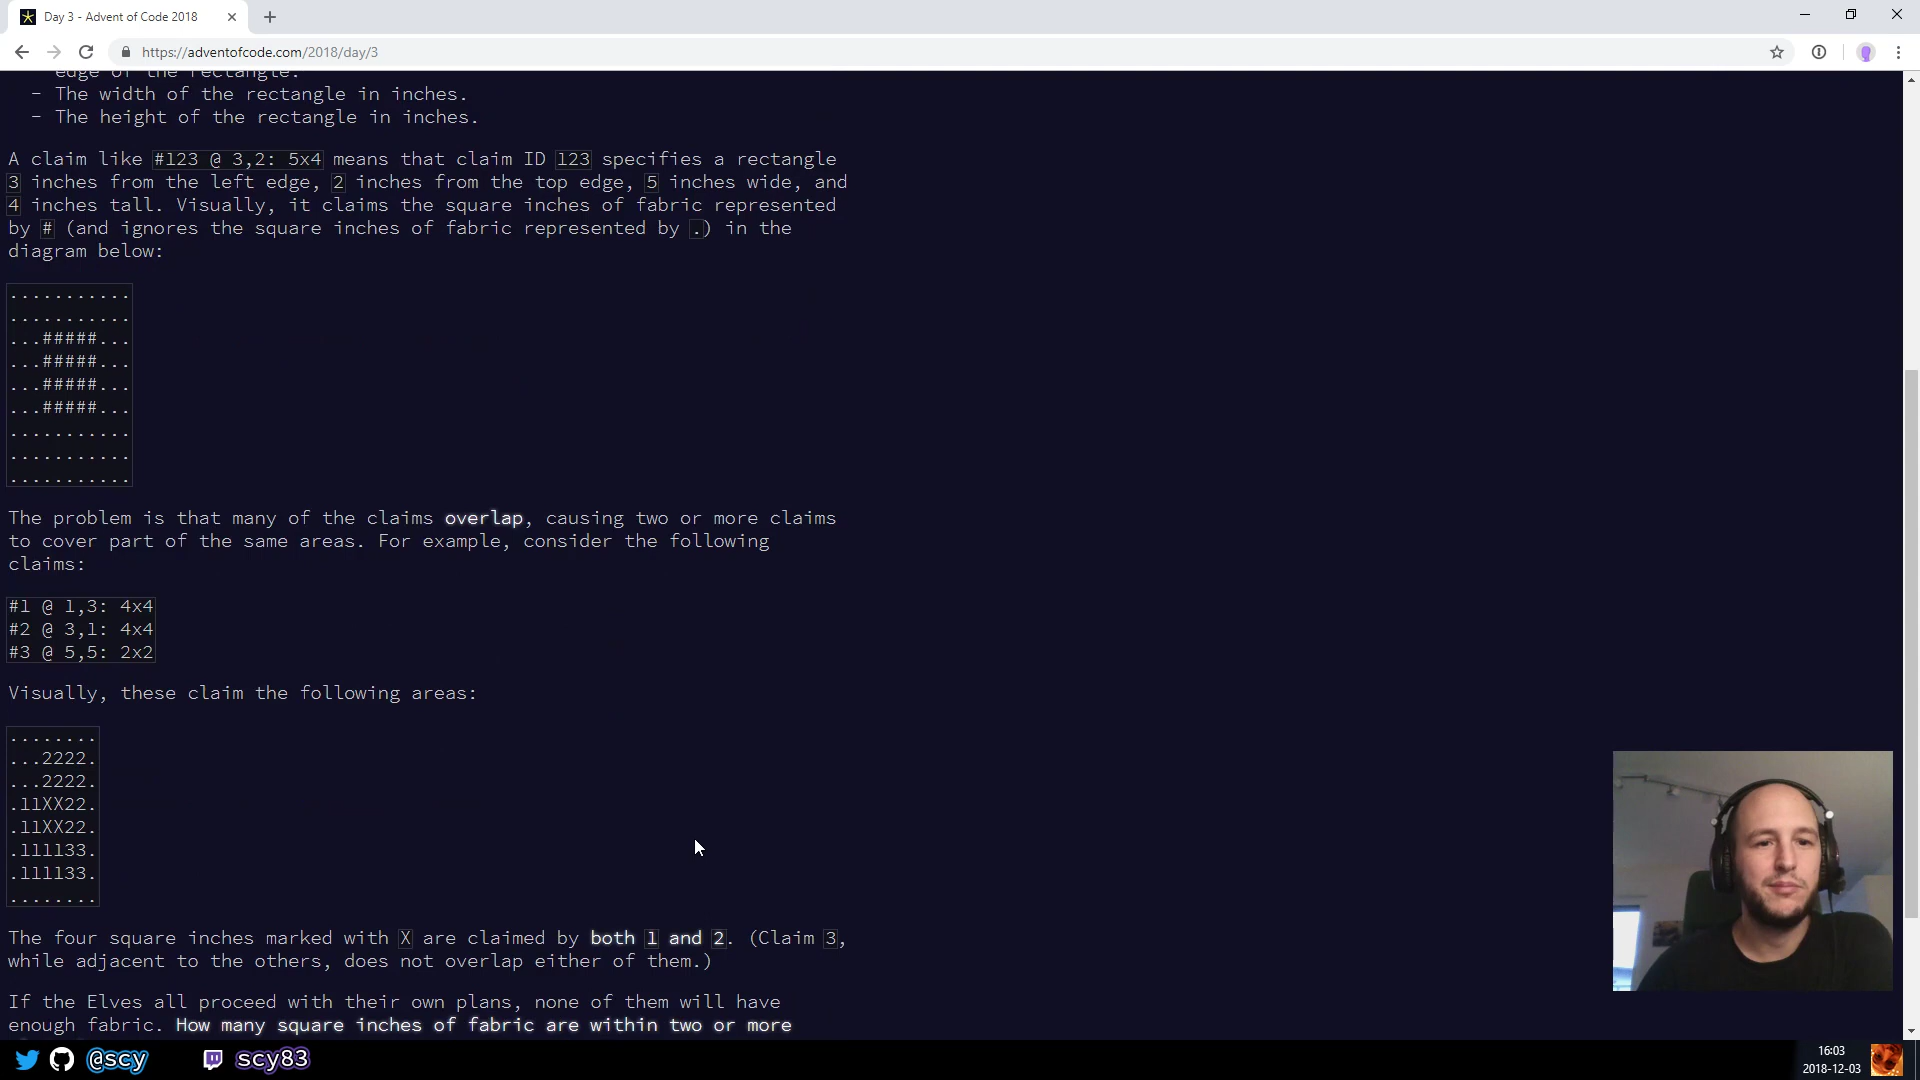 Day 3 - Advent of Code 2018
https://adventofcode.com/2018/day/3
edge of the rectangle.
- The width of the rectangle in inches.
- The height of the rectangle in inches.
A claim like #123 @ 3,2: 5x4 means that claim ID 123 specifies a rectangle
3 inches from the left edge, 2 inches from the top edge, 5 inches wide, and
4 inches tall. Visually, it claims the square inches of fabric represented
by # (and ignores the square inches of fabric represented by .) in the
diagram below:
...........
...........
...#####...
...#####...
...#####...
...#####...
...........
...........
...........
The problem is that many of the claims overlap, causing two or more claims
to cover part of the same areas. For example, consider the following
claims:
#1 @ 1,3: 4x4
#2 @ 3,1: 4x4
#3 @ 5,5: 2x2
Visually, these claim the following areas:
........
...2222.
...2222.
.11XX22.
.11XX22.
.111133.
.111133.
........
The four square inches marked with X are claimed by both 1 and 2. (Claim 3,
while adjacent to the others, does not overlap either of them.)
If the Elves all proceed with their own plans, none of them will have
enough fabric. How many square inches of fabric are within two or more
@scy
scy83
16:03
2018-12-03